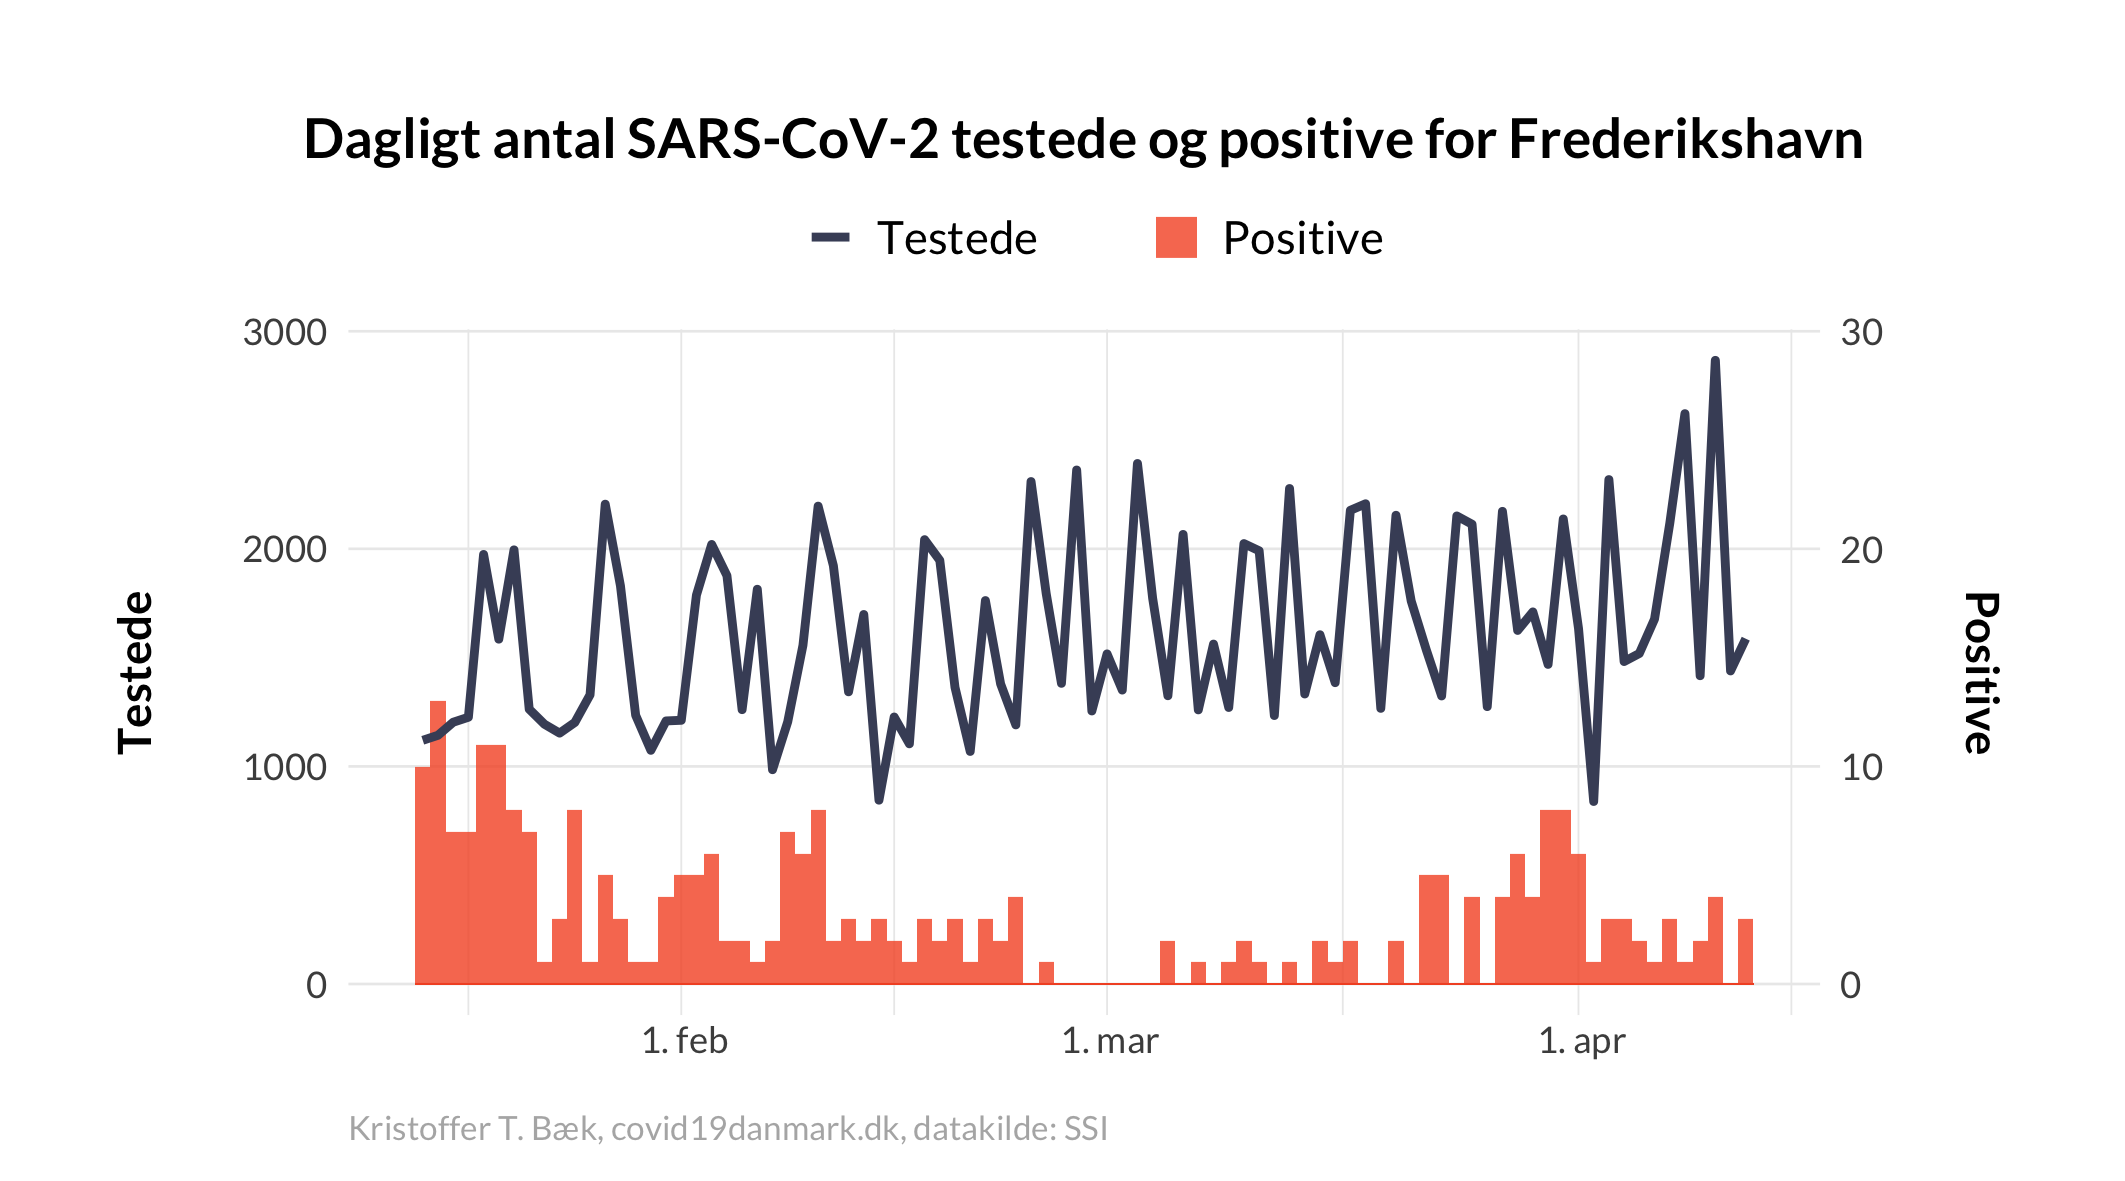 Dagligt antal SARS-CoV-2 testede og positive for Frederikshavn
Testede
Positive
3000
2000
1000
0
Testede
30
20
10
0
Positive
1. feb
1. mar
1. apr
Kristoffer T. Bæk, covid19danmark.dk, datakilde: SSI